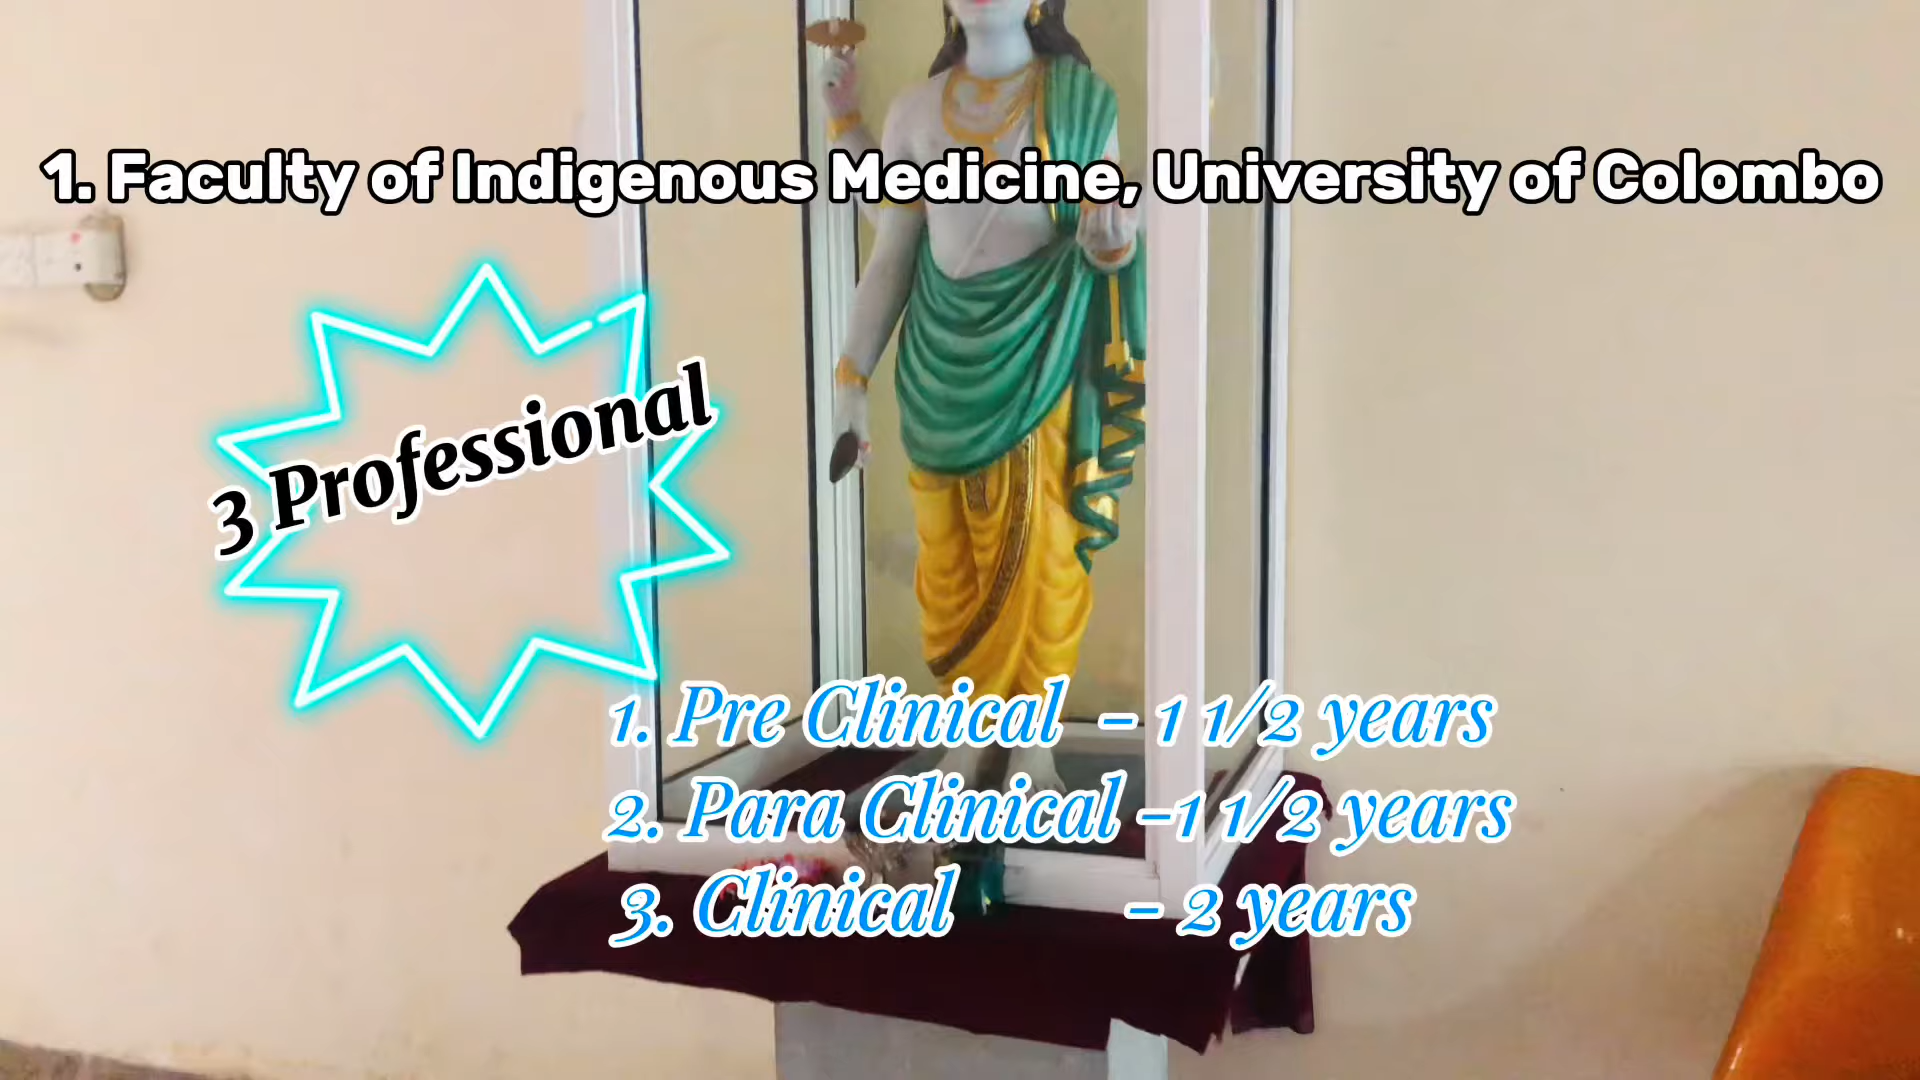 1. Faculty of Indigenous Medicine, University of Colombo
3 Professional
1. Pre Clinical - 1 1/2 years
2. Para Clinical -1 1/2 years
3. Clinical - 2 years